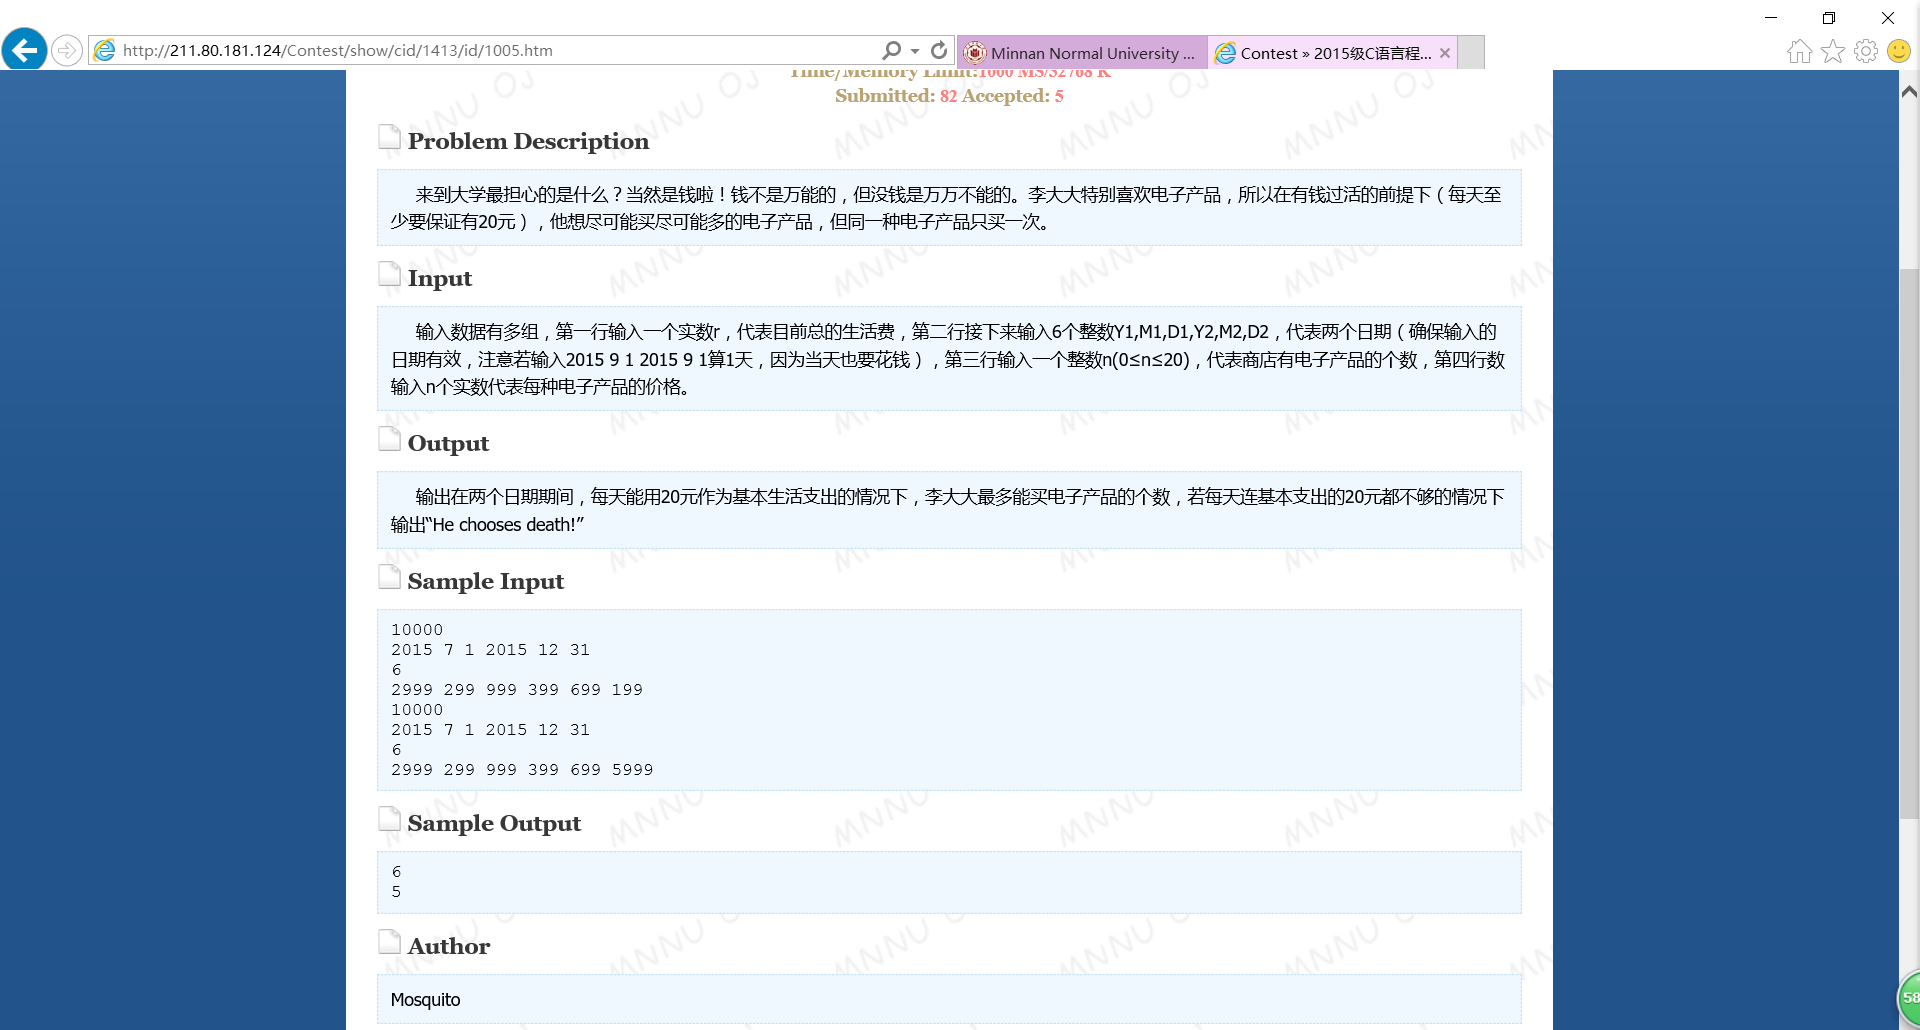 http://211.80.181.124/Contest/show/cid/1413/id/1005.htm
Minnan Normal University ...
Contest » 2015级C语言程...
Time/Memory Limit:1000 MS/32768 K
Submitted: 82 Accepted: 5
Problem Description
来到大学最担心的是什么？当然是钱啦！钱不是万能的，但没钱是万万不能的。李大大特别喜欢电子产品，所以在有钱过活的前提下（每天至
少要保证有20元），他想尽可能买尽可能多的电子产品，但同一种电子产品只买一次。
Input
输入数据有多组，第一行输入一个实数r，代表目前总的生活费，第二行接下来输入6个整数Y1,M1,D1,Y2,M2,D2，代表两个日期（确保输入的
日期有效，注意若输入2015 9 1 2015 9 1算1天，因为当天也要花钱），第三行输入一个整数n(0≤n≤20)，代表商店有电子产品的个数，第四行数
输入n个实数代表每种电子产品的价格。
Output
输出在两个日期期间，每天能用20元作为基本生活支出的情况下，李大大最多能买电子产品的个数，若每天连基本支出的20元都不够的情况下
输出“He chooses death!”
Sample Input
10000
2015 7 1 2015 12 31
6
2999 299 999 399 699 199
10000
2015 7 1 2015 12 31
6
2999 299 999 399 699 5999
Sample Output
6
5
Author
Mosquito
58
MNNU OJ